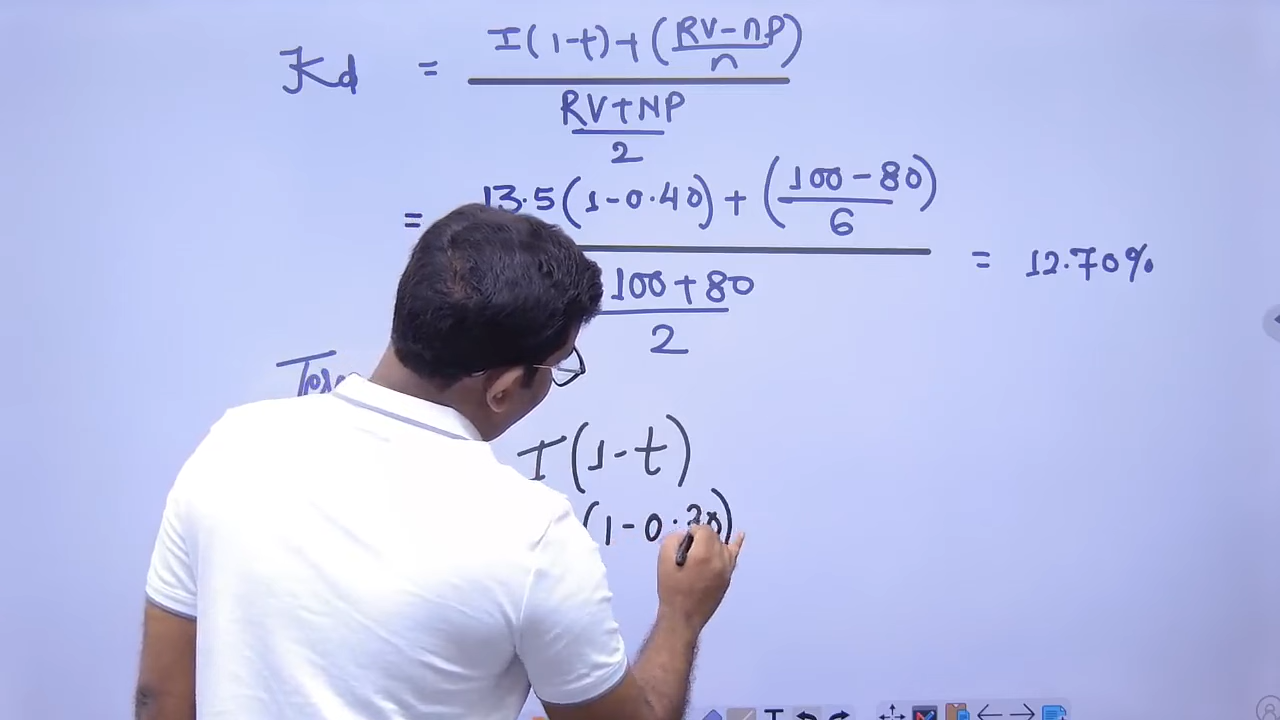 Kd = I(1-t)+(RV-NP)/n
RV+NP/2
= 13.5(1-0.40)+(100-80/6) = 12.70%
100+80/2
I(1-t)
(1-0.30)